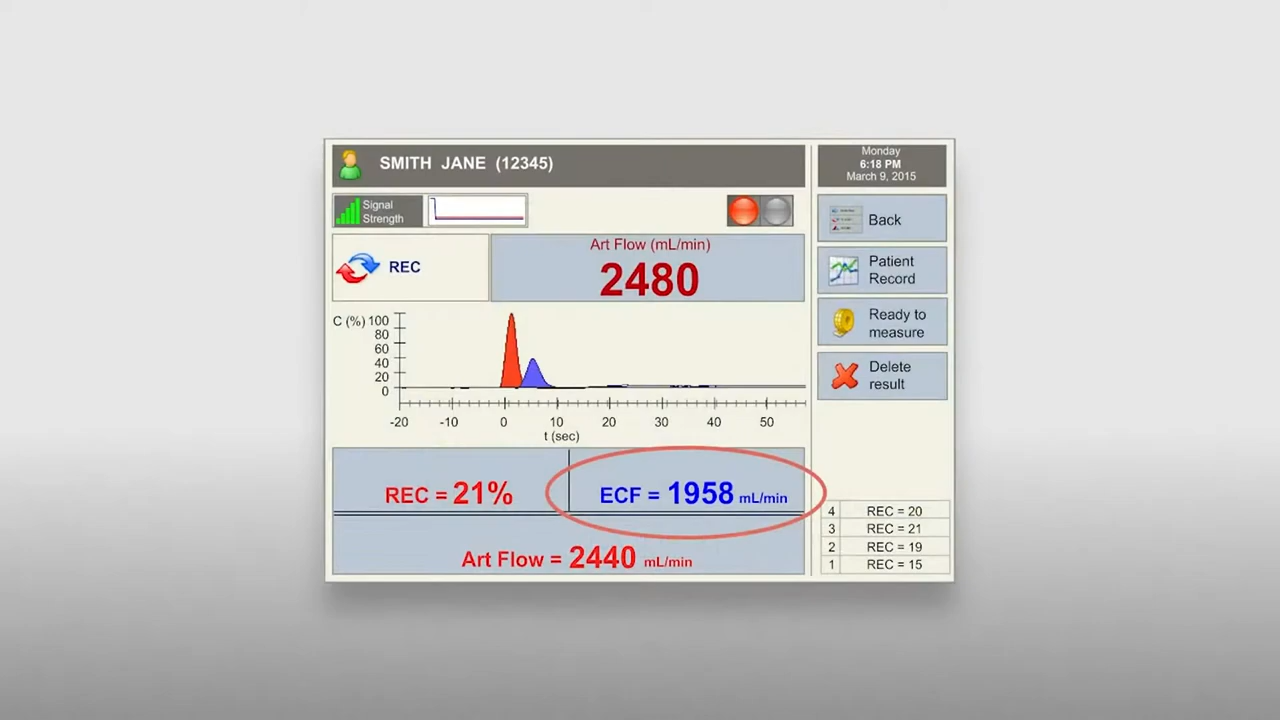 SMITH JANE (12345)
Monday
6:18 PM
March 9, 2015
Signal
Strength
Back
REC
Art Flow (mL/min)
2480
Patient
Record
Ready to
measure
Delete
result
C (%)
100
80
60
40
20
0
-20 -10 0 10 20 30 40 50
t (sec)
REC = 21%
ECF = 1958 mL/min
Art Flow = 2440 mL/min
4 REC = 20
3 REC = 21
2 REC = 19
1 REC = 15